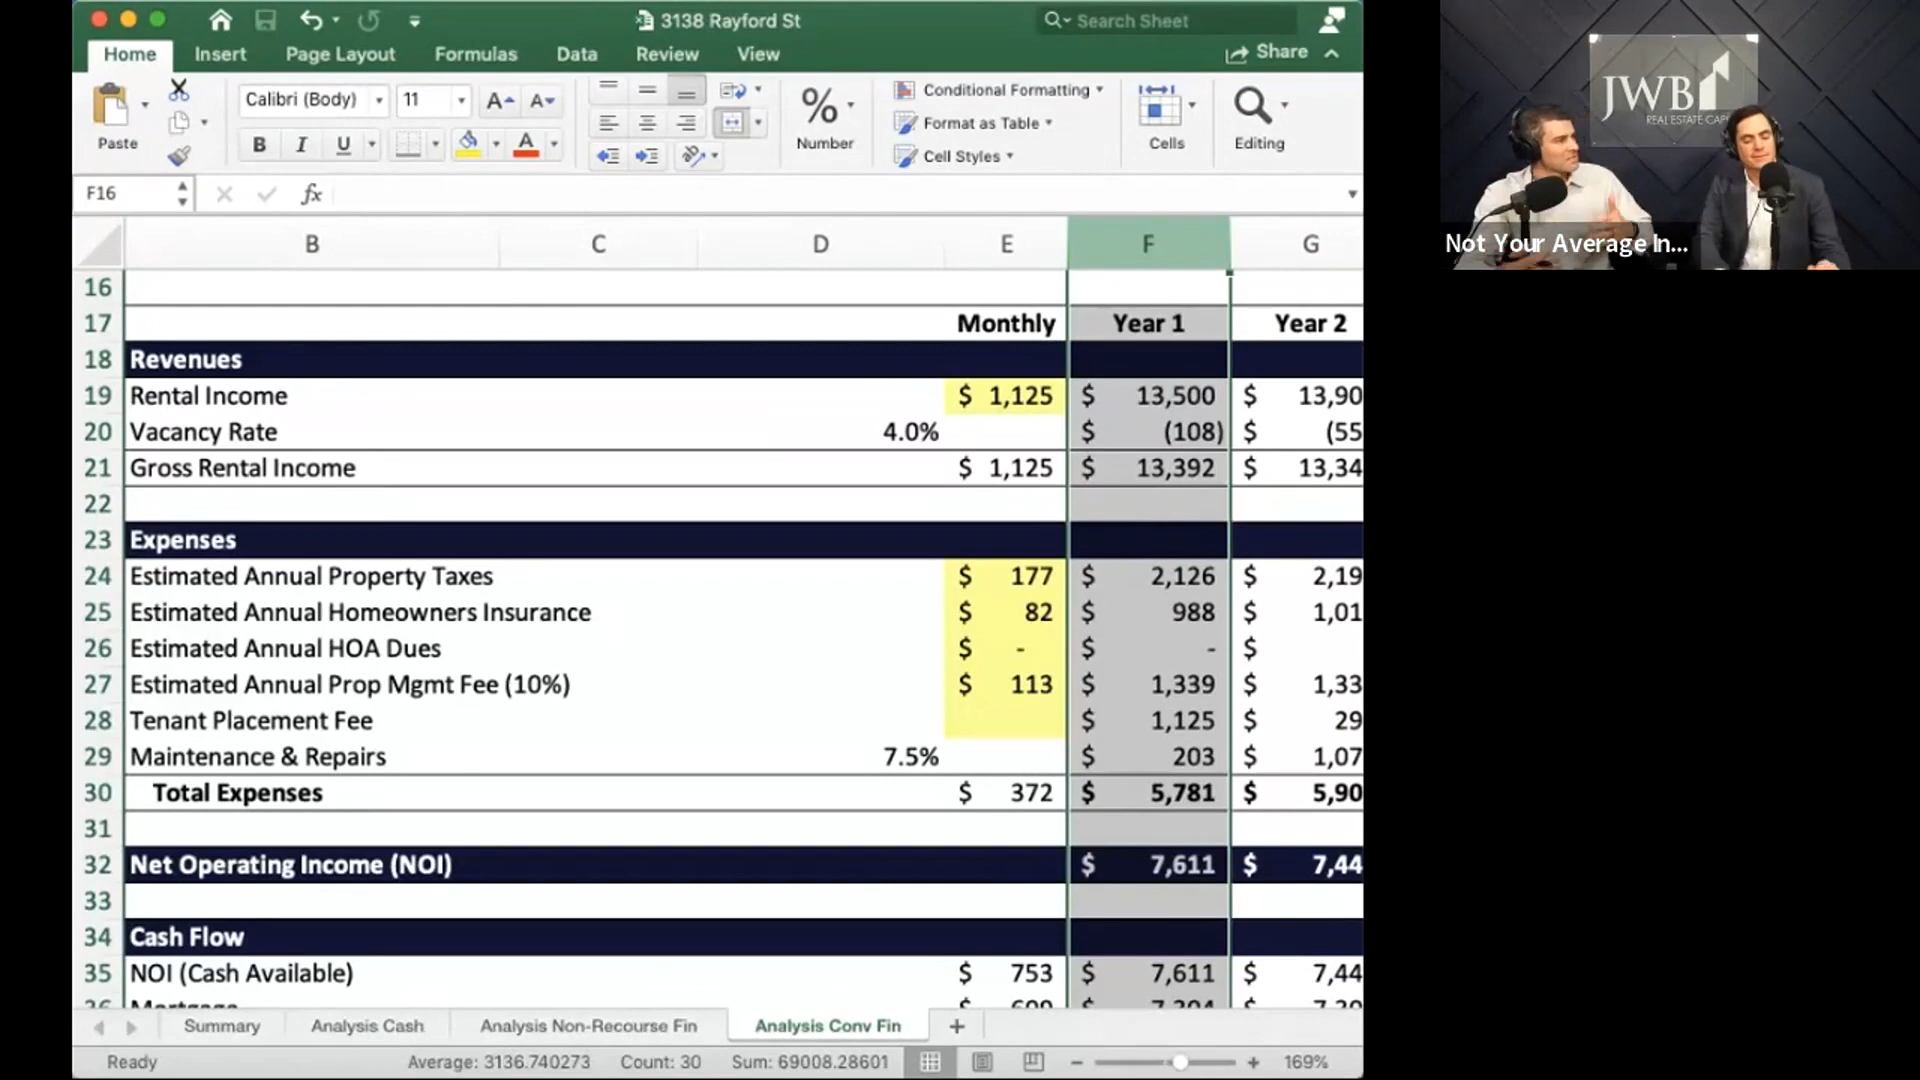 3138 Rayford St
Search Sheet
Home Insert Page Layout Formulas Data Review View Share
Paste
Calibri (Body) 11 A A
B I U A
% Number
Conditional Formatting
Format as Table
Cell Styles
Cells
Editing
F16 fx
B C D E F G
16
17 Monthly Year 1 Year 2
18 Revenues
19 Rental Income $ 1,125 $ 13,500 $ 13,90
20 Vacancy Rate 4.0% $ (108) $ (55
21 Gross Rental Income $ 1,125 $ 13,392 $ 13,34
22
23 Expenses
24 Estimated Annual Property Taxes $ 177 $ 2,126 $ 2,19
25 Estimated Annual Homeowners Insurance $ 82 $ 988 $ 1,01
26 Estimated Annual HOA Dues $ - $ - $
27 Estimated Annual Prop Mgmt Fee (10%) $ 113 $ 1,339 $ 1,33
28 Tenant Placement Fee $ 1,125 $ 29
29 Maintenance & Repairs 7.5% $ 203 $ 1,07
30 Total Expenses $ 372 $ 5,781 $ 5,90
31
32 Net Operating Income (NOI) $ 7,611 $ 7,44
33
34 Cash Flow
35 NOI (Cash Available) $ 753 $ 7,611 $ 7,44
Summary Analysis Cash Analysis Non-Recourse Fin Analysis Conv Fin +
Ready Average: 3136.740273 Count: 30 Sum: 69008.28601 - + 169%
JWB
REAL ESTATE
Not Your Average In...